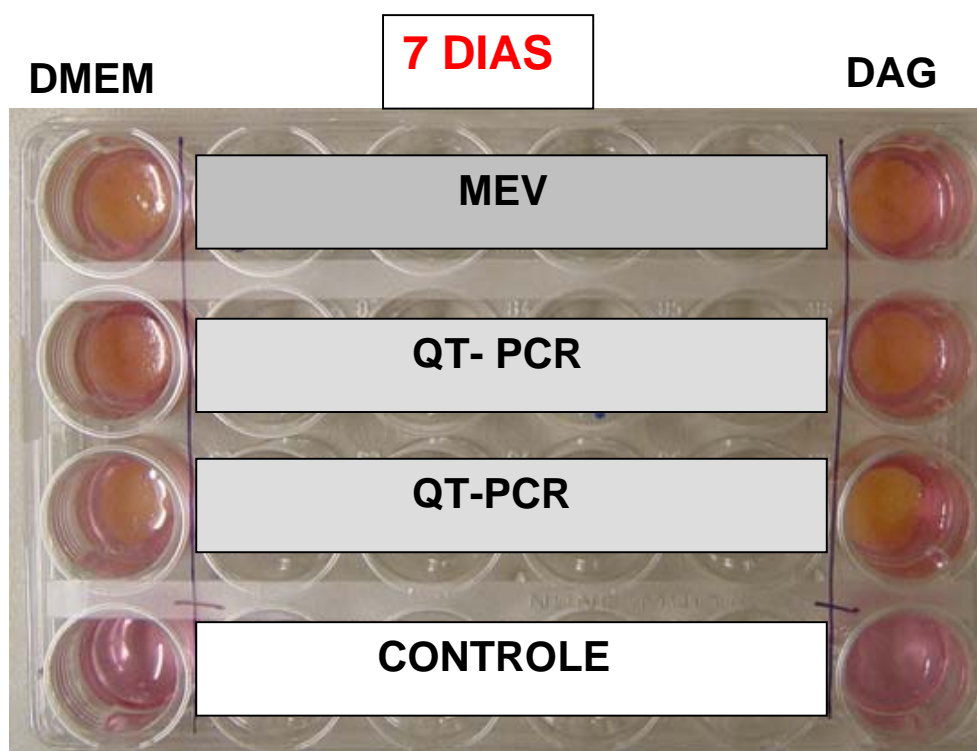 7 DIAS
DMEM
DAG
MEV
QT- PCR
QT-PCR
CONTROLE